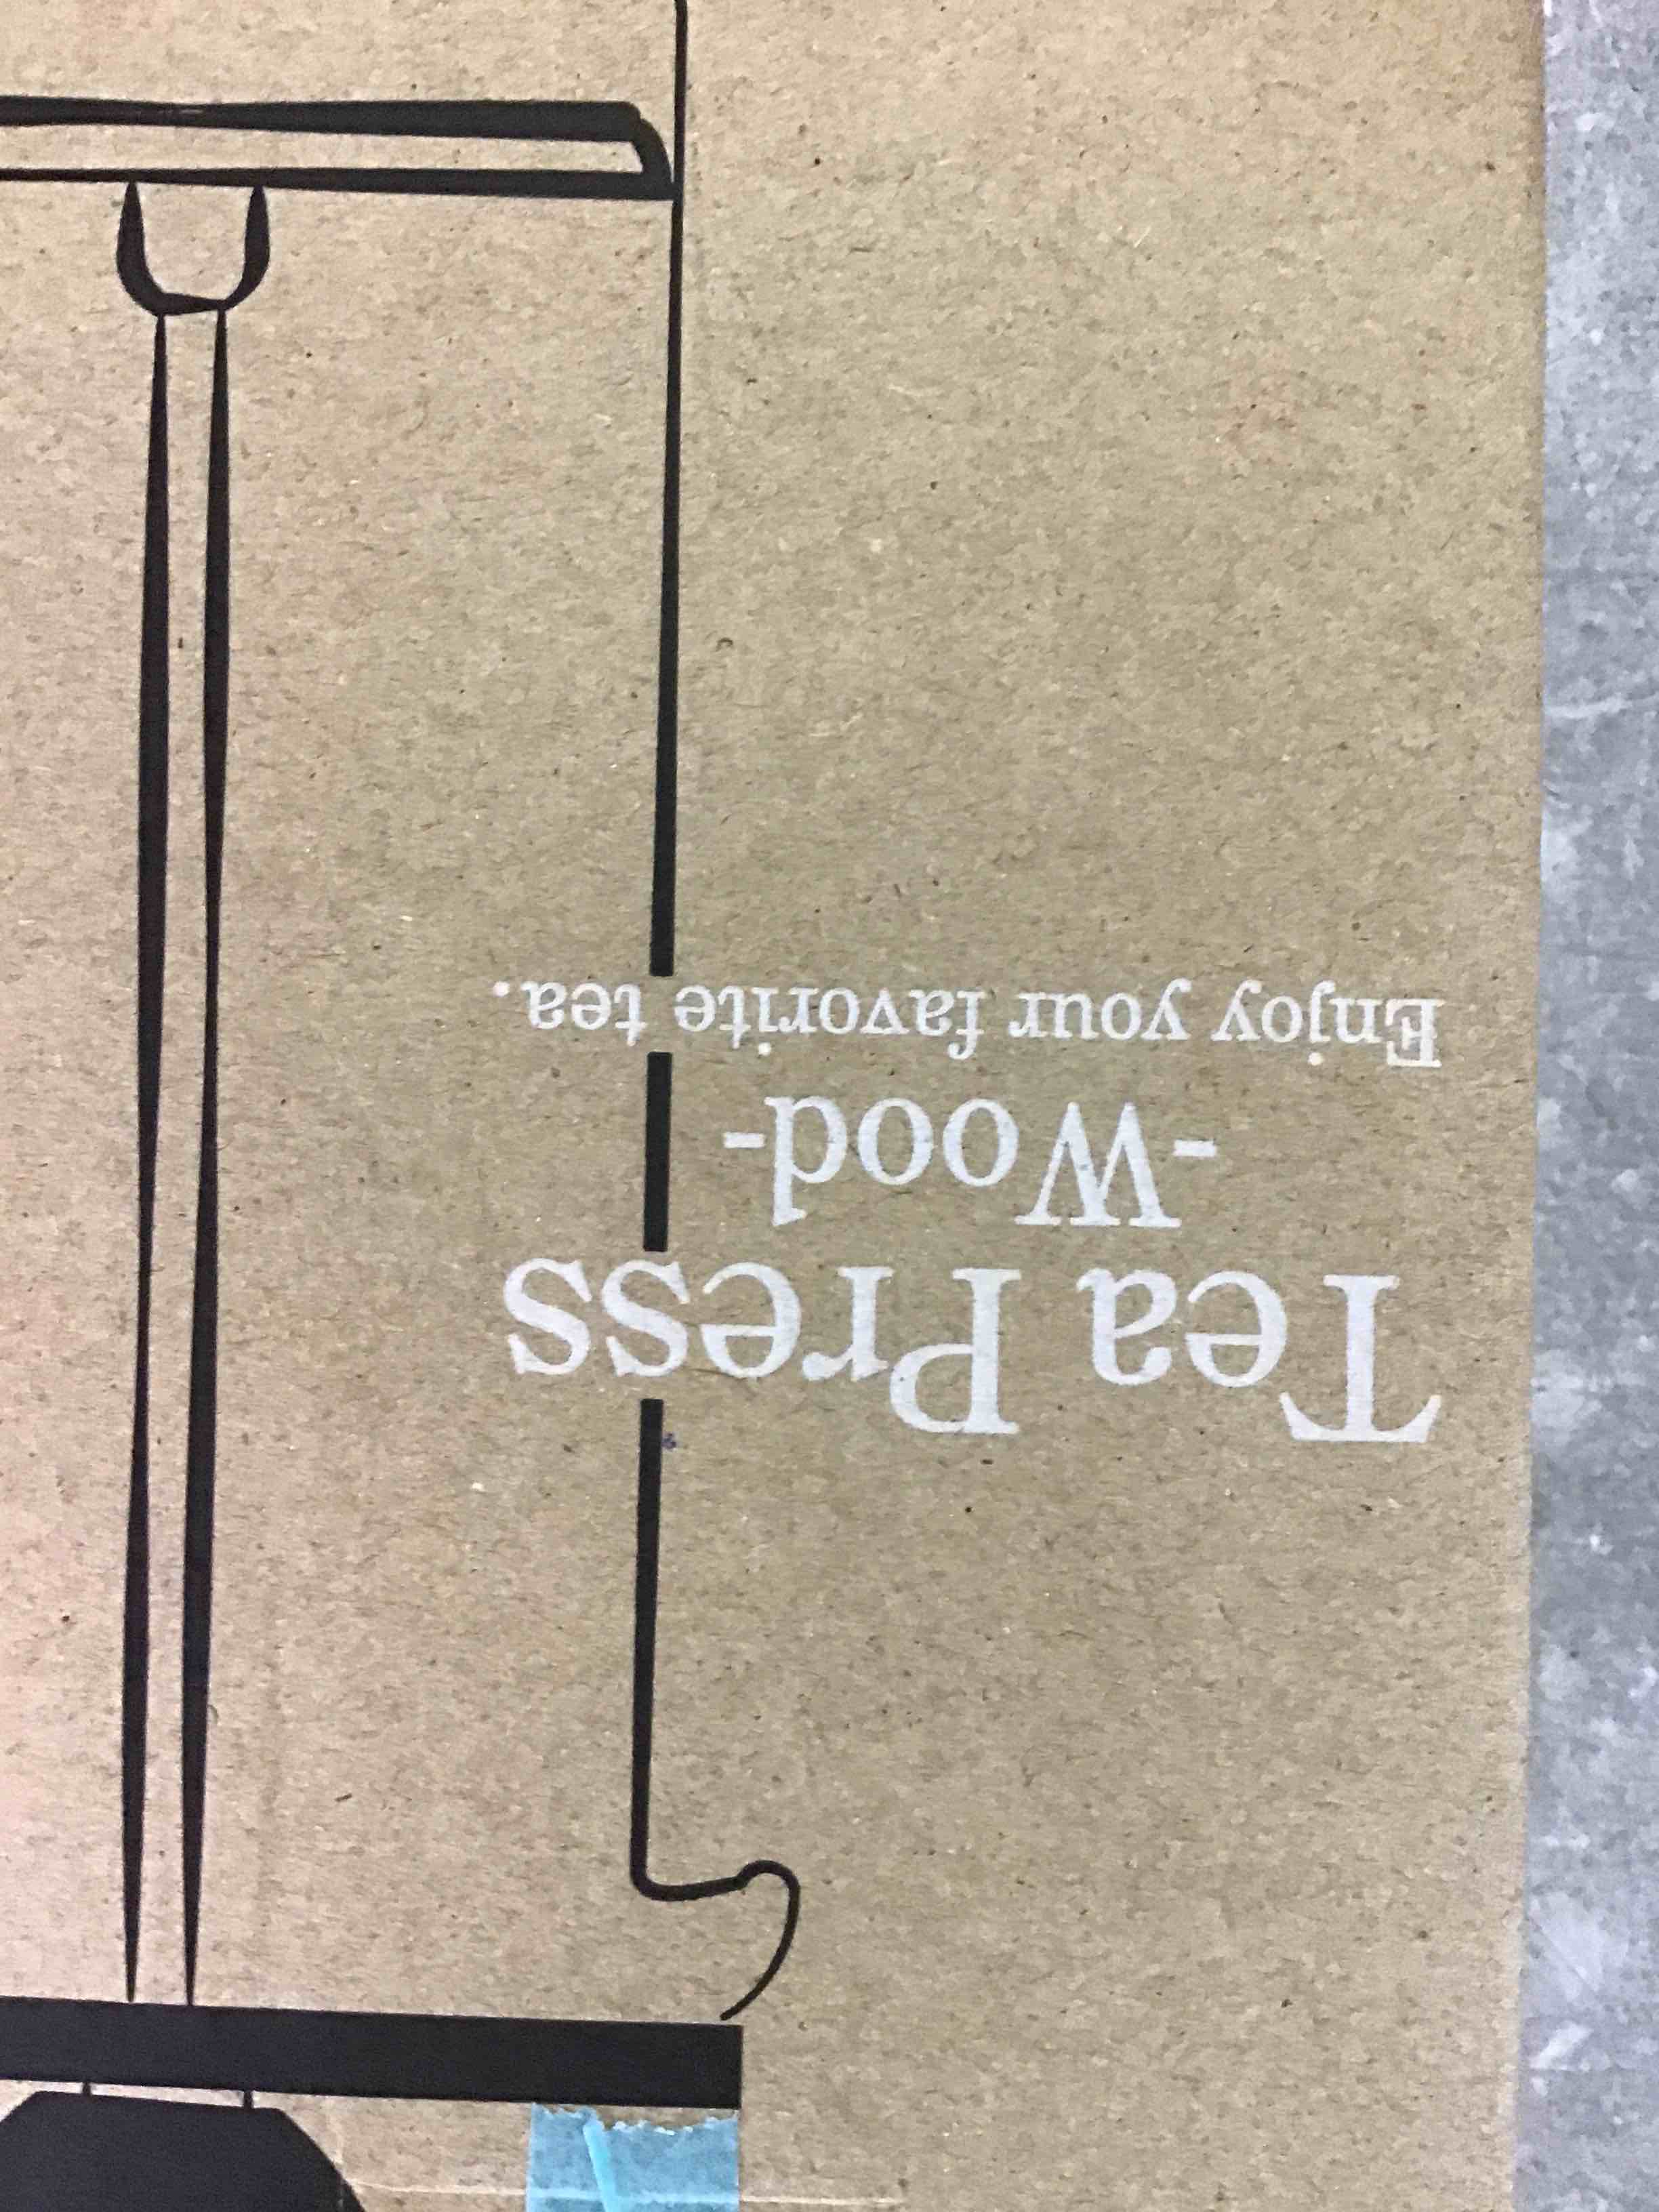 Tea Press
-Wood-
Enjoy your favorite tea.